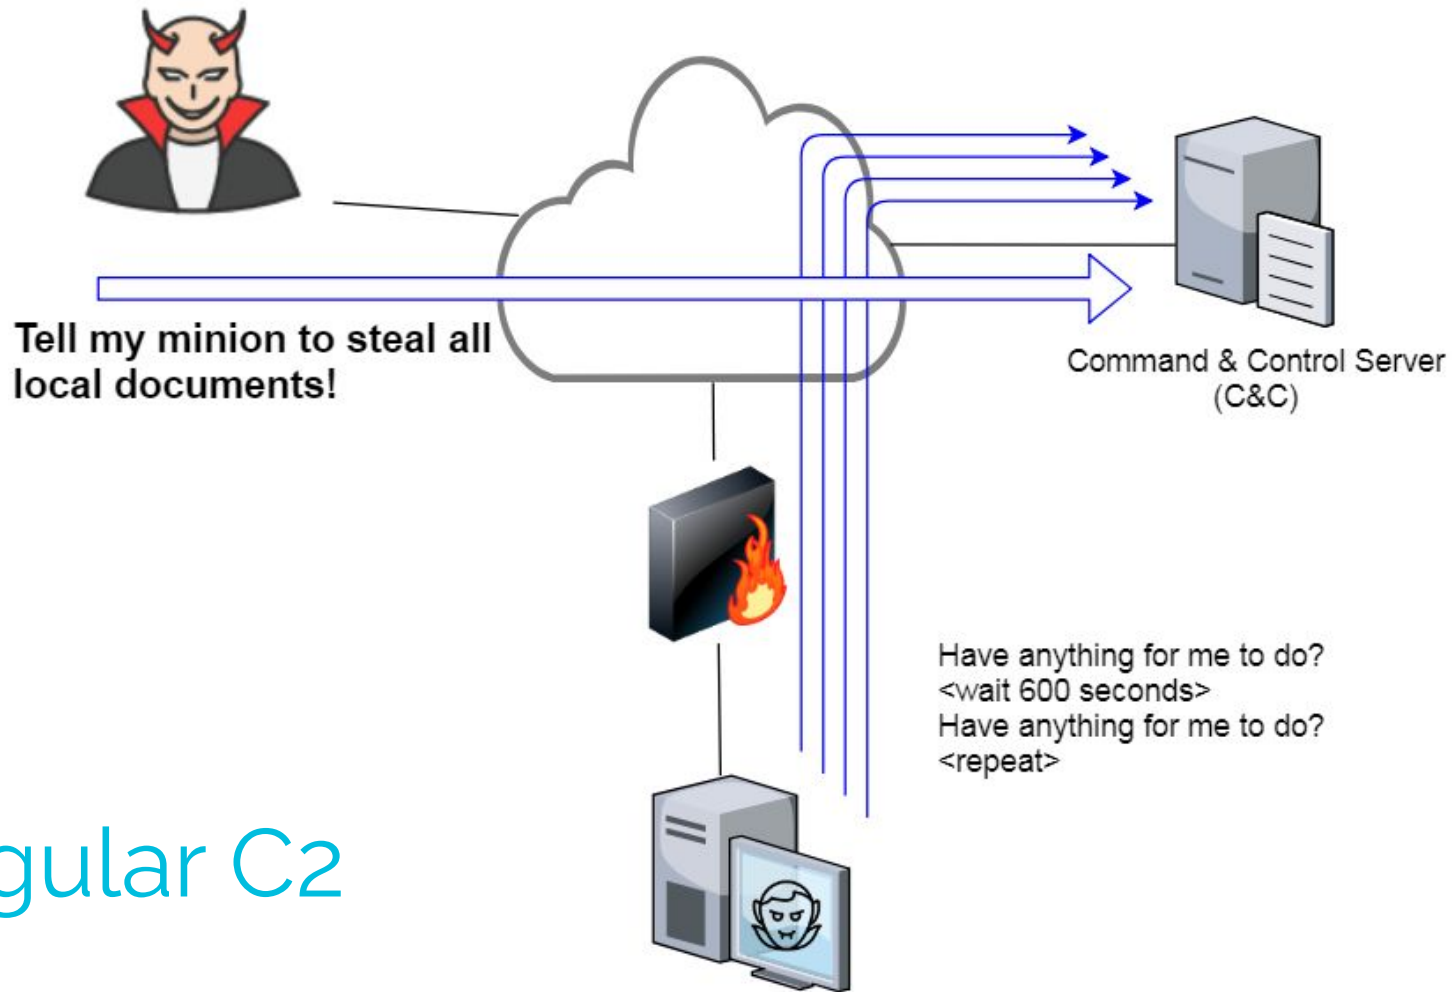 Tell my minion to steal all
local documents!
Command & Control Server
(C&C)
Have anything for me to do?
<wait 600 seconds>
Have anything for me to do?
<repeat>
gular C2